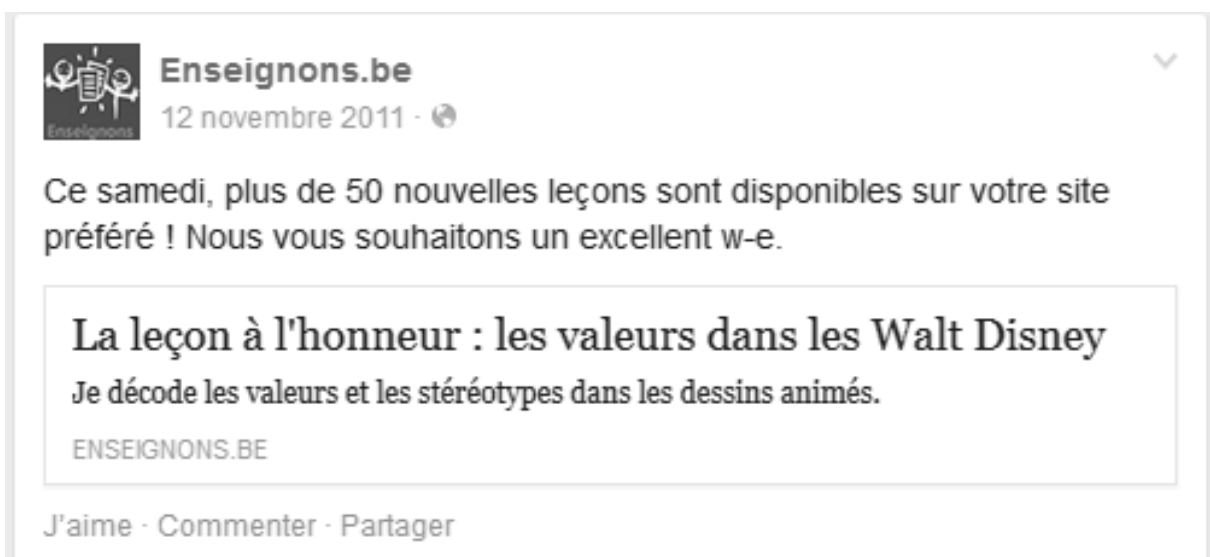 Enseignons
Enseignons.be
12 novembre 2011 ·
Ce samedi, plus de 50 nouvelles leçons sont disponibles sur votre site
préféré ! Nous vous souhaitons un excellent w-e.
La leçon à l'honneur : les valeurs dans les Walt Disney
Je décode les valeurs et les stéréotypes dans les dessins animés.
ENSEIGNONS.BE
J'aime · Commenter · Partager